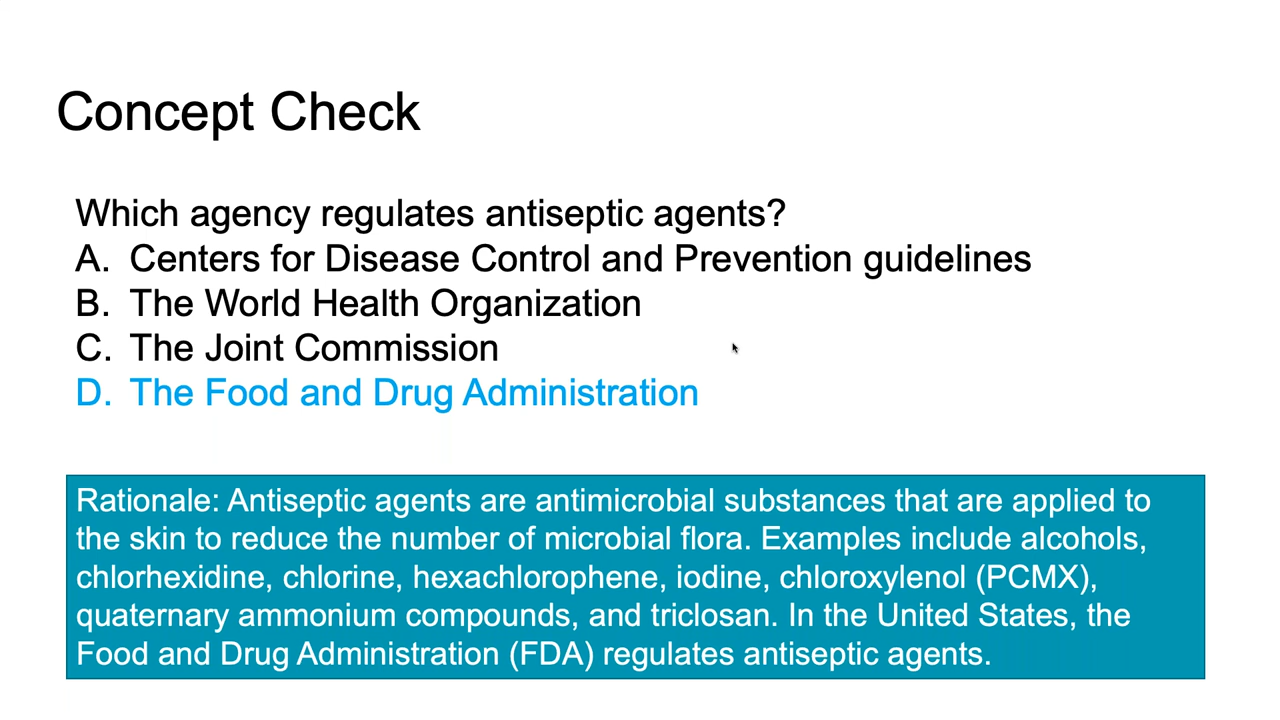 Concept Check
Which agency regulates antiseptic agents?
A. Centers for Disease Control and Prevention guidelines
B. The World Health Organization
C. The Joint Commission
D. The Food and Drug Administration
Rationale: Antiseptic agents are antimicrobial substances that are applied to
the skin to reduce the number of microbial flora. Examples include alcohols,
chlorhexidine, chlorine, hexachlorophene, iodine, chloroxylenol (PCMX),
quaternary ammonium compounds, and triclosan. In the United States, the
Food and Drug Administration (FDA) regulates antiseptic agents.